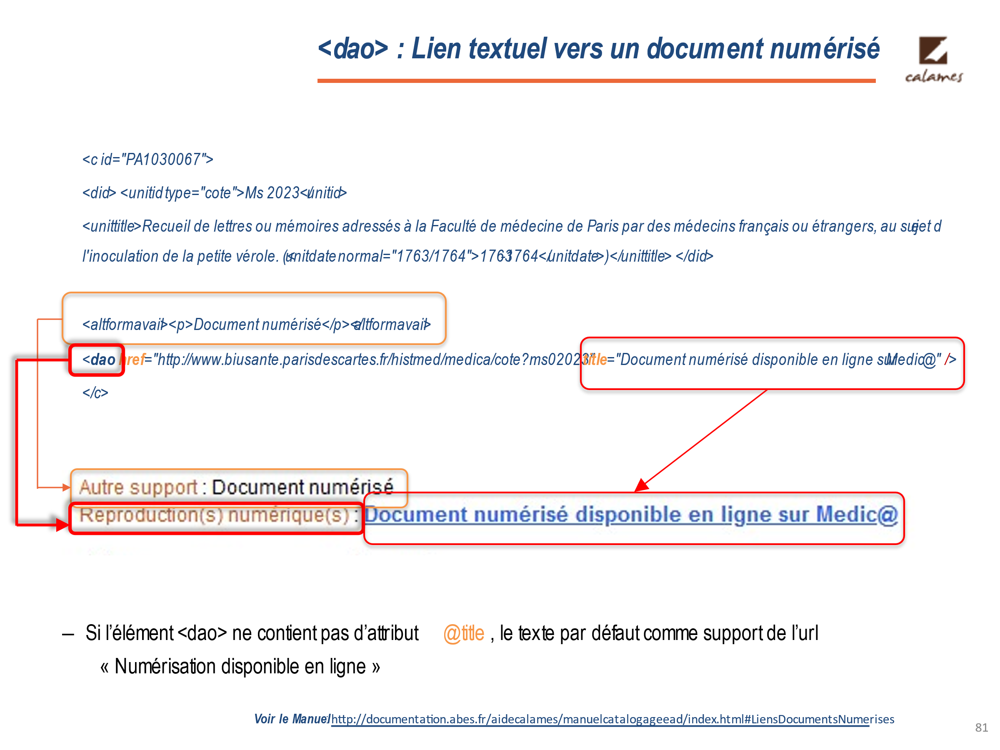 <dao> : Lien textuel vers un document numérisé
calames
<c id="PA1030067">
<did> <unitid type="cote">Ms 2023</unitid>
<unittitle>Recueil de lettres ou mémoires adressés à la Faculté de médecine de Paris par des médecins français ou étrangers, au sujet de
l'inoculation de la petite vérole. (<unitdate normal="1763/1764">1763-1764</unitdate>)</unittitle> </did>
<altformavail><p>Document numérisé</p></altformavail>
<dao href="http://www.biusante.parisdescartes.fr/histmed/medica/cote?ms02023" title="Document numérisé disponible en ligne sur Medic@" />
</c>
Autre support : Document numérisé
Reproduction(s) numérique(s) : Document numérisé disponible en ligne sur Medic@
– Si l’élément <dao> ne contient pas d’attribut @title , le texte par défaut comme support de l’url
« Numérisation disponible en ligne »
Voir le Manuel : http://documentation.abes.fr/aidecalames/manuelcatalogageead/index.html#LiensDocumentsNumerises
81